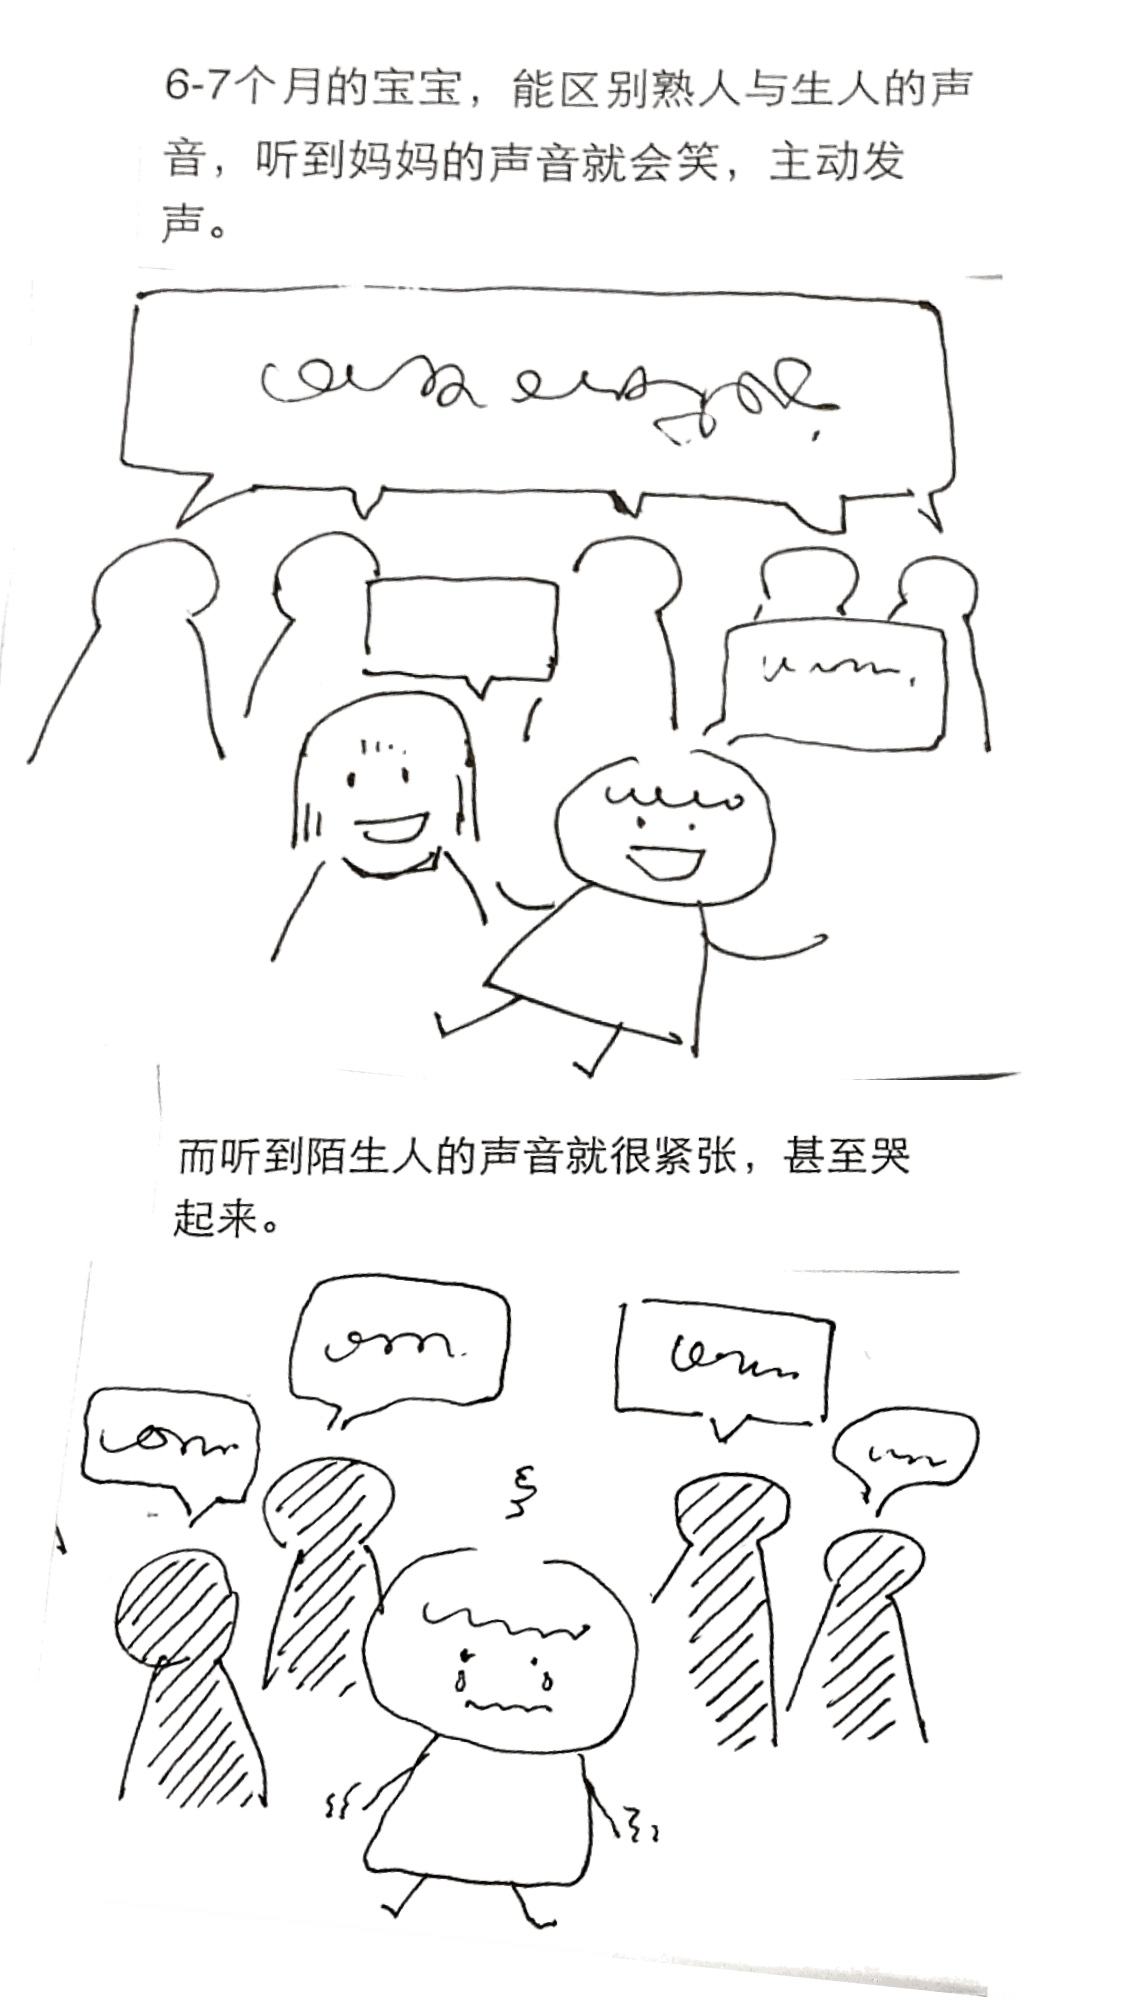 6-7个月的宝宝，能区别熟人与生人的声
音，听到妈妈的声音就会笑，主动发
声。
而听到陌生人的声音就很紧张，甚至哭
起来。